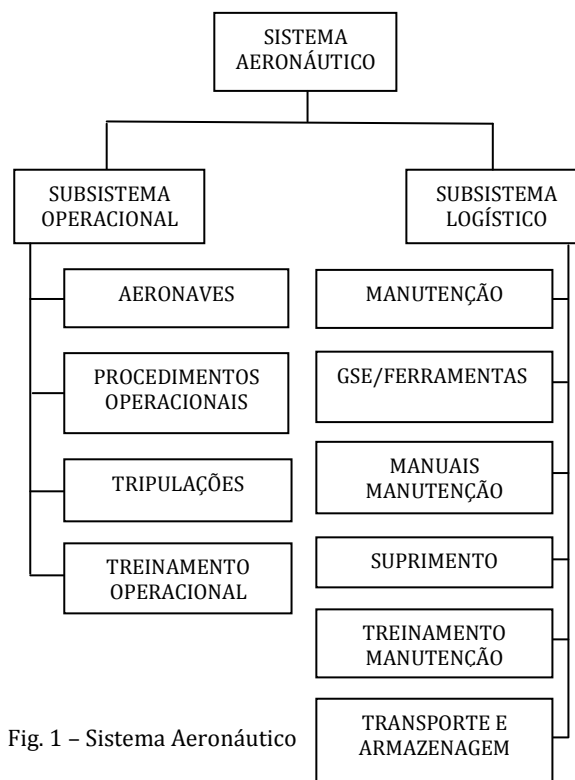 SISTEMA
AERONÁUTICO
SUBSISTEMA
OPERACIONAL
AERONAVES
PROCEDIMENTOS
OPERACIONAIS
TRIPULAÇÕES
TREINAMENTO
OPERACIONAL
SUBSISTEMA
LOGÍSTICO
MANUTENÇÃO
GSE/FERRAMENTAS
MANUAIS
MANUTENÇÃO
SUPRIMENTO
TREINAMENTO
MANUTENÇÃO
TRANSPORTE E
ARMAZENAGEM
Fig. 1 – Sistema Aeronáutico